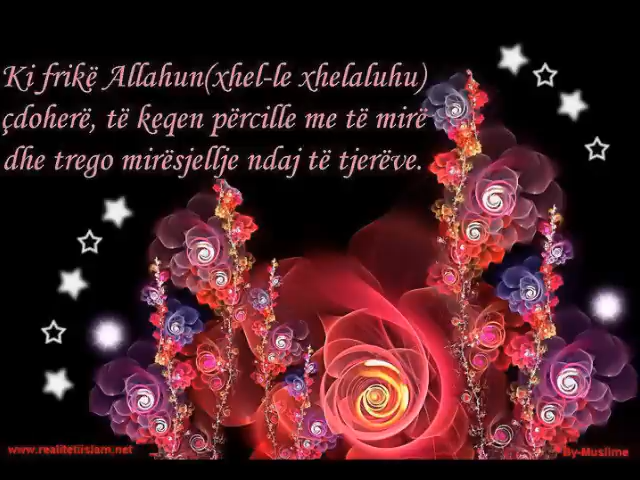 Ki frikë Allahun(xhel-le xhelaluhu)
çdoherë, të keqen përcille me të mirë
dhe trego mirësjellje ndaj të tjerëve.
www.realitetiislam.net
By-Muslime